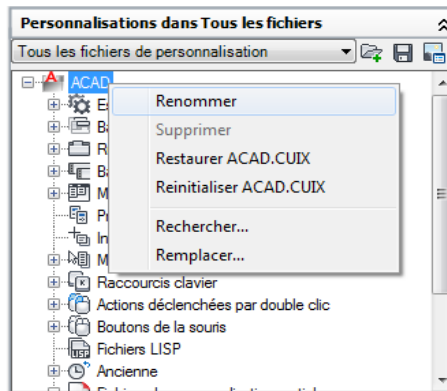 Personnalisations dans Tous les fichiers
Tous les fichiers de personnalisation
ACAD
Renommer
Supprimer
Restaurer ACAD.CUIX
Reinitialiser ACAD.CUIX
Rechercher...
Remplacer...
Raccourcis clavier
Actions déclenchées par double clic
Boutons de la souris
Fichiers LISP
Ancienne